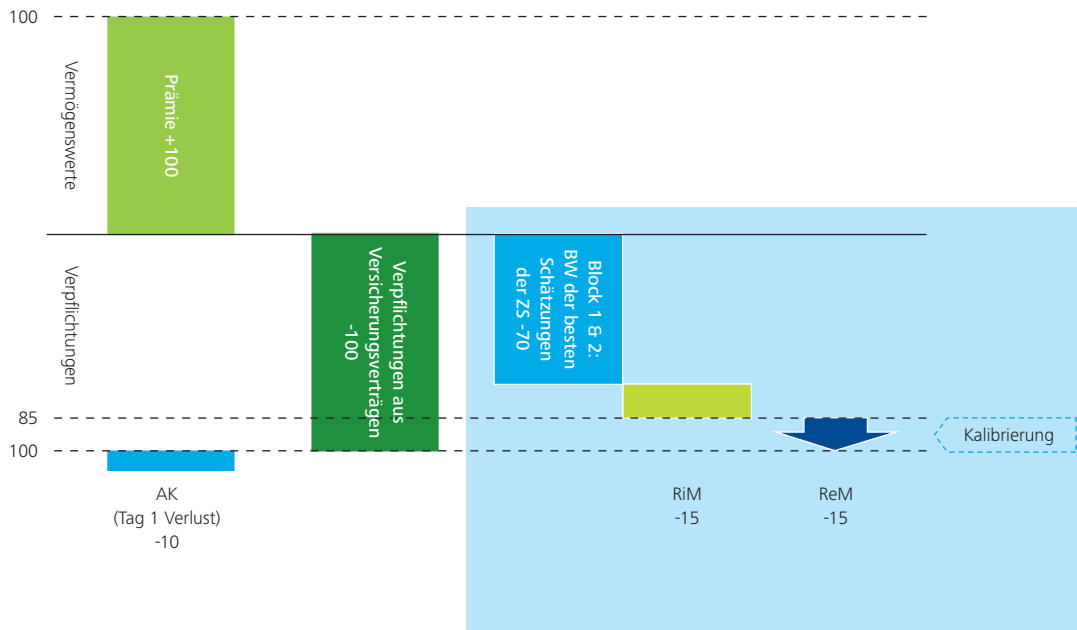 100
Vermögenswerte
Prämie +100
Verpflichtungen
Verpflichtungen aus
Versicherungsverträgen
-100
Block 1 & 2:
BW der besten
Schätzungen
der ZS -70
85
100
Kalibrierung
AK
(Tag 1 Verlust)
-10
RiM
-15
ReM
-15